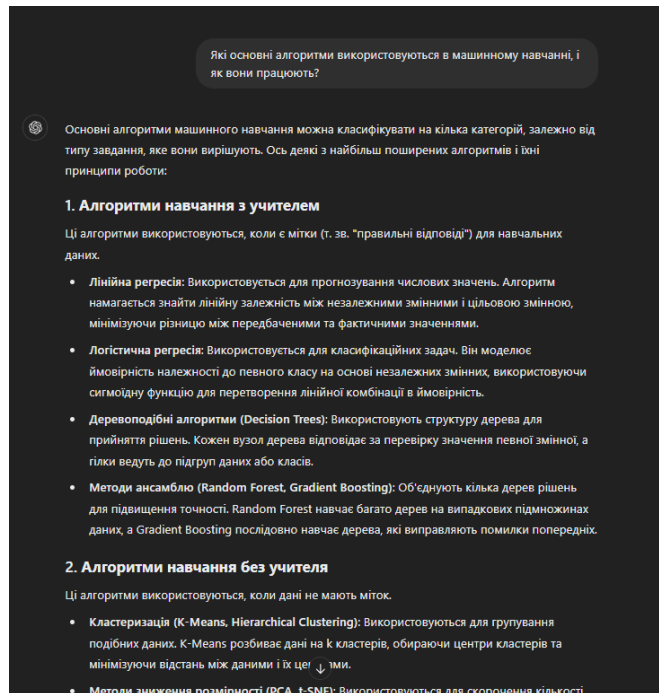 Які основні алгоритми використовуються в машинному навчанні, і
як вони працюють?
Основні алгоритми машинного навчання можна класифікувати на кілька категорій, залежно від
типу завдання, яке вони вирішують. Ось деякі з найбільш поширених алгоритмів і їхні
принципи роботи:
1. Алгоритми навчання з учителем
Ці алгоритми використовуються, коли є мітки (т. зв. "правильні відповіді") для навчальних
даних.
• Лінійна регресія: Використовується для прогнозування числових значень. Алгоритм
намагається знайти лінійну залежність між незалежними змінними і цільовою змінною,
мінімізуючи різницю між передбаченими та фактичними значеннями.
• Логістична регресія: Використовується для класифікаційних задач. Він моделює
ймовірність належності до певного класу на основі незалежних змінних, використовуючи
сигмоїдну функцію для перетворення лінійної комбінації в ймовірність.
• Деревоподібні алгоритми (Decision Trees): Використовують структуру дерева для
прийняття рішень. Кожен вузол дерева відповідає за перевірку значення певної змінної, а
гілки ведуть до підгруп даних або класів.
• Методи ансамблю (Random Forest, Gradient Boosting): Об'єднують кілька дерев рішень
для підвищення точності. Random Forest навчає багато дерев на випадкових підмножинах
даних, а Gradient Boosting послідовно навчає дерева, які виправляють помилки попередніх.
2. Алгоритми навчання без учителя
Ці алгоритми використовуються, коли дані не мають міток.
• Кластеризація (K-Means, Hierarchical Clustering): Використовуються для групування
подібних даних. K-Means розбиває дані на k кластерів, обираючи центри кластерів та
мінімізуючи відстань між даними і їх
• Методи зниження розмірності (PCA, t-SNE): Використовуються для скорочення кількості